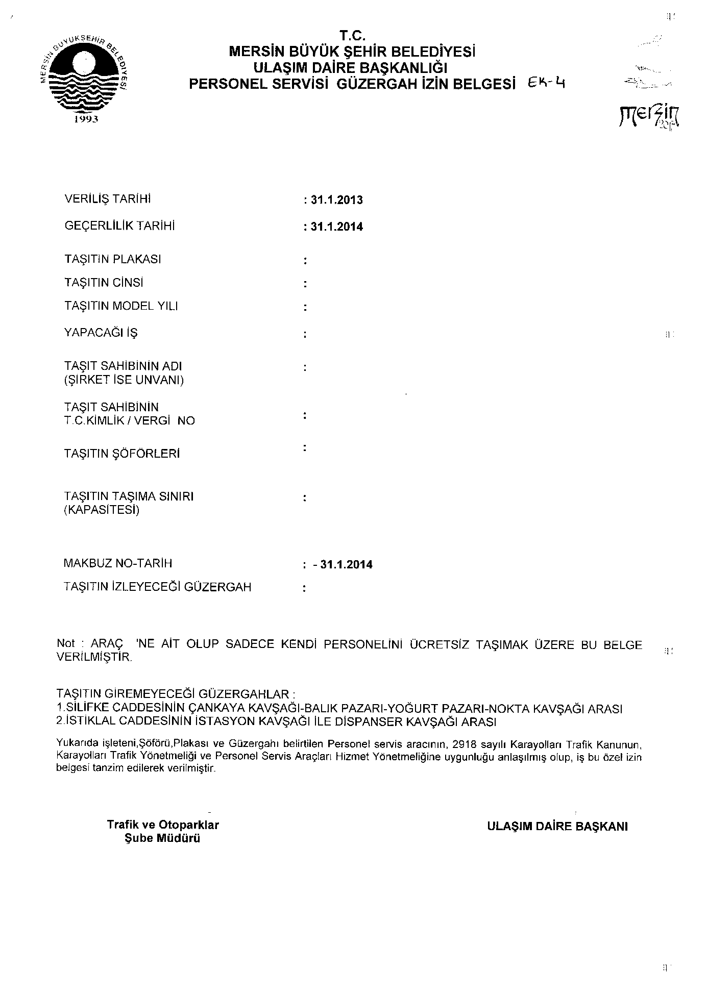 T.C.
MERSİN BÜYÜK ŞEHİR BELEDİYESİ
ULAŞIM DAİRE BAŞKANLIĞI
PERSONEL SERVİSİ GÜZERGAH İZİN BELGESİ EK-4
MERSİN BÜYÜKŞEHİR BELEDİYESİ
1993
mersin
VERİLİŞ TARİHİ : 31.1.2013
GEÇERLİLİK TARİHİ : 31.1.2014
TAŞITIN PLAKASI :
TAŞITIN CİNSİ :
TAŞITIN MODEL YILI :
YAPACAĞI İŞ :
TAŞIT SAHİBİNİN ADI :
(ŞİRKET İSE UNVANI)
TAŞIT SAHİBİNİN
T.C.KİMLİK / VERGİ NO :
TAŞITIN ŞÖFÖRLERİ :
TAŞITIN TAŞIMA SINIRI :
(KAPASİTESİ)
MAKBUZ NO-TARİH : - 31.1.2014
TAŞITIN İZLEYECEĞİ GÜZERGAH :
Not : ARAÇ 'NE AİT OLUP SADECE KENDİ PERSONELİNİ ÜCRETSİZ TAŞIMAK ÜZERE BU BELGE
VERİLMİŞTİR.
TAŞITIN GİREMEYECEĞİ GÜZERGAHLAR :
1.SİLİFKE CADDESİNİN ÇANKAYA KAVŞAĞI-BALIK PAZARI-YOĞURT PAZARI-NOKTA KAVŞAĞI ARASI
2.İSTİKLAL CADDESİNİN İSTASYON KAVŞAĞI İLE DİSPANSER KAVŞAĞI ARASI
Yukarıda işleteni,Şöförü,Plakası ve Güzergahı belirtilen Personel servis aracının, 2918 sayılı Karayolları Trafik Kanunun,
Karayolları Trafik Yönetmeliği ve Personel Servis Araçları Hizmet Yönetmeliğine uygunluğu anlaşılmış olup, iş bu özel izin
belgesi tanzim edilerek verilmiştir.
Trafik ve Otoparklar
Şube Müdürü
ULAŞIM DAİRE BAŞKANI